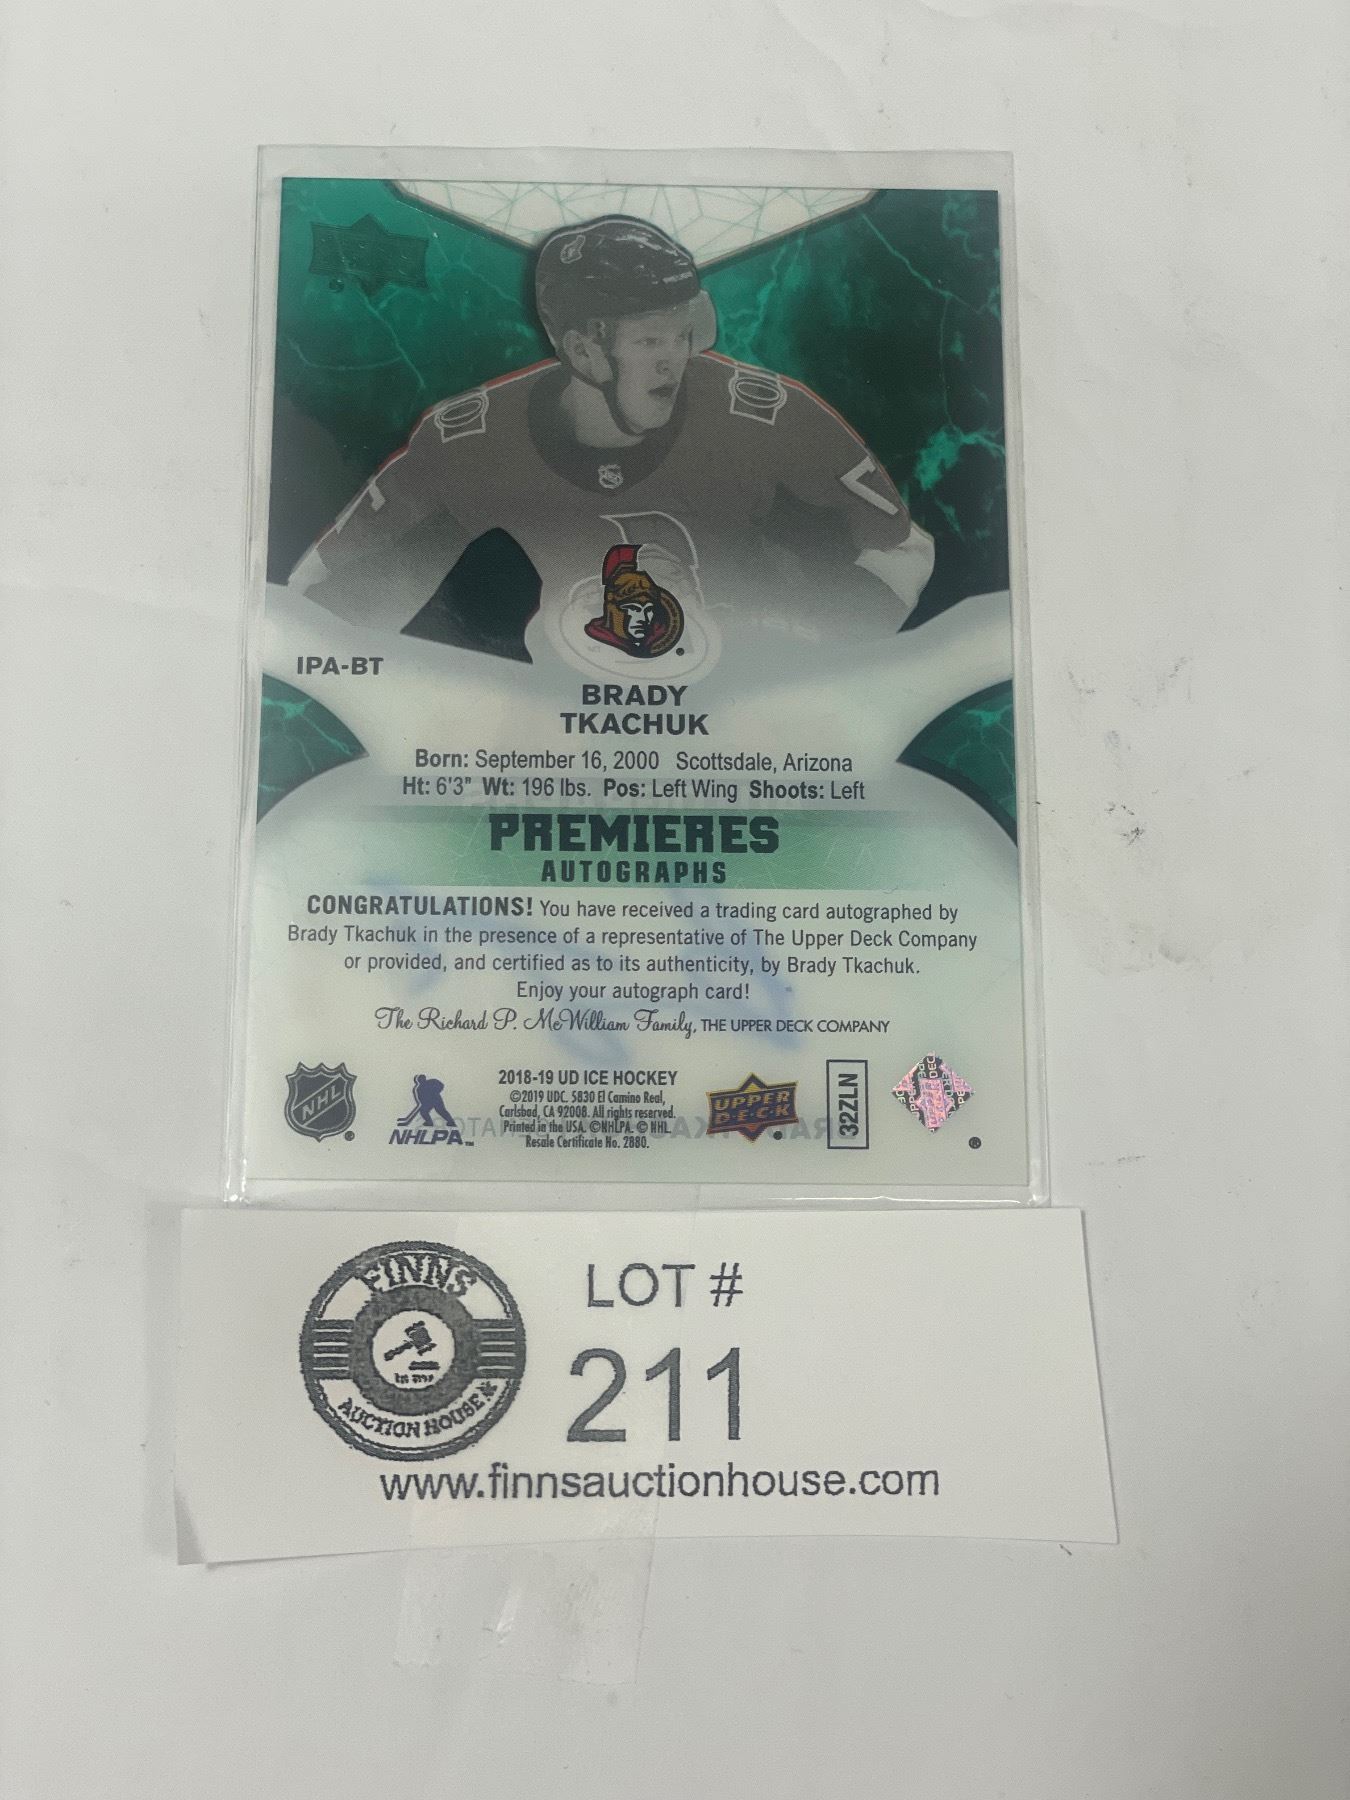 IPA-BT
BRADY
TKACHUK
Born: September 16, 2000 Scottsdale, Arizona
Ht: 6'3" Wt: 196 lbs. Pos: Left Wing Shoots: Left
PREMIERES
AUTOGRAPHS
CONGRATULATIONS! You have received a trading card autographed by
Brady Tkachuk in the presence of a representative of The Upper Deck Company
or provided, and certified as to its authenticity, by Brady Tkachuk.
Enjoy your autograph card!
The Richard P. McWilliam Family, THE UPPER DECK COMPANY
NHL ®
NHLPA™
2018-19 UD ICE HOCKEY
©2019 UDC. 5830 El Camino Real,
Carlsbad, CA 92008. All rights reserved.
Printed in the USA. ©NHLPA. © NHL.
Resale Certificate No. 2880.
UPPER
D·E·C·K
32ZLN
®
FINNS
AUCTION HOUSE
LOT #
211
www.finnsauctionhouse.com